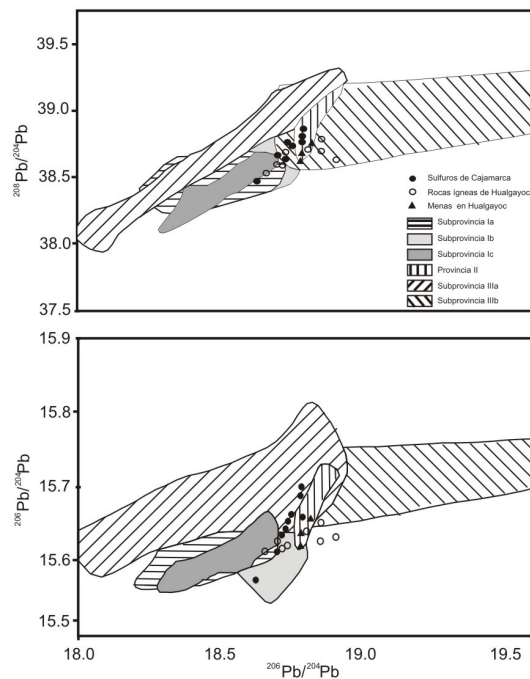 39.5
39.0
38.5
38.0
37.5
208Pb/204Pb
Sulfuros de Cajamarca
Rocas ígneas de Hualgayoc
Menas en Hualgayoc
Subprovincia Ia
Subprovincia Ib
Subprovincia Ic
Provincia II
Subprovincia IIIa
Subprovincia IIIb
15.9
15.8
15.7
15.6
15.5
206Pb/204Pb
18.0
18.5
19.0
19.5
206Pb/204Pb